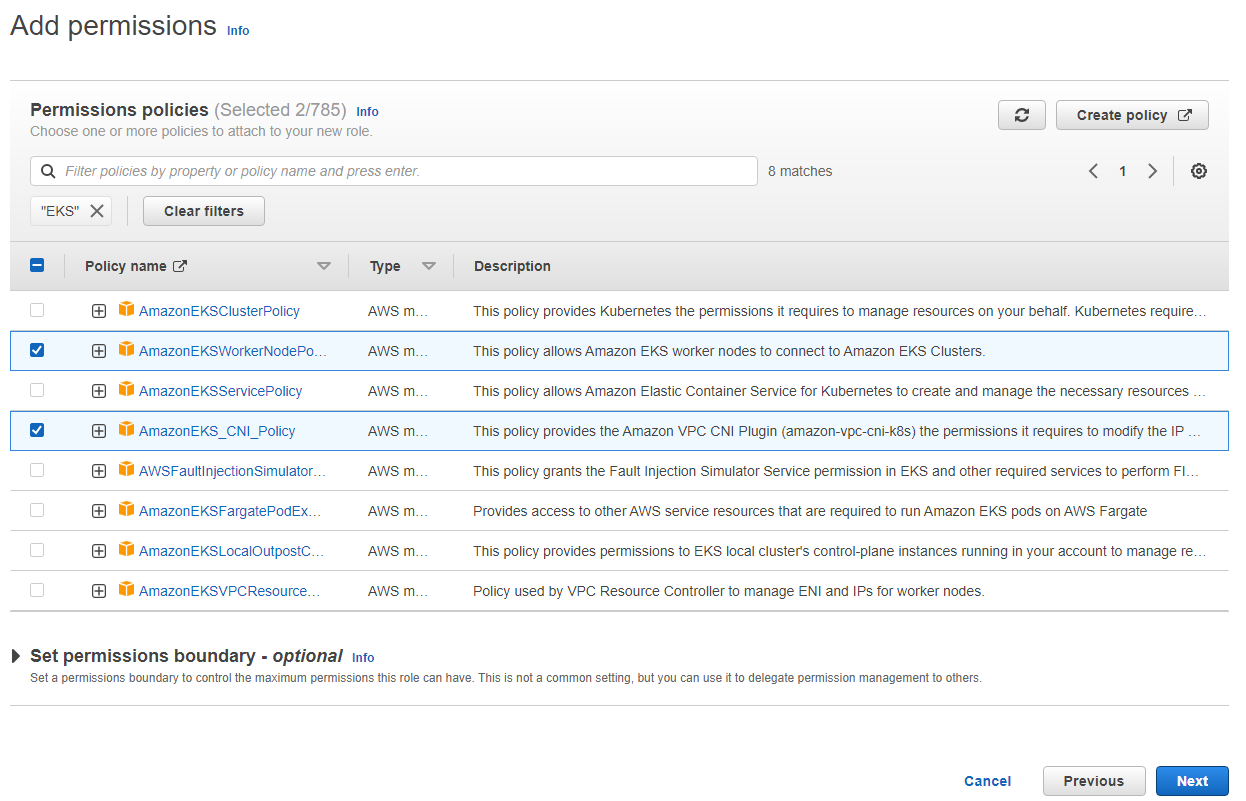 Add permissions Info
Permissions policies (Selected 2/785) Info
Create policy
Choose one or more policies to attach to your new role.
Filter policies by property or policy name and press enter.
8 matches
1
"EKS"
Clear filters
Policy name Type Description
AmazonEKSClusterPolicy AWS m... This policy provides Kubernetes the permissions it requires to manage resources on your behalf. Kubernetes require...
AmazonEKSWorkerNodePo... AWS m... This policy allows Amazon EKS worker nodes to connect to Amazon EKS Clusters.
AmazonEKSServicePolicy AWS m... This policy allows Amazon Elastic Container Service for Kubernetes to create and manage the necessary resources ...
AmazonEKS_CNI_Policy AWS m... This policy provides the Amazon VPC CNI Plugin (amazon-vpc-cni-k8s) the permissions it requires to modify the IP ...
AWSFaultInjectionSimulator... AWS m... This policy grants the Fault Injection Simulator Service permission in EKS and other required services to perform FI...
AmazonEKSFargatePodEx... AWS m... Provides access to other AWS service resources that are required to run Amazon EKS pods on AWS Fargate
AmazonEKSLocalOutpostC... AWS m... This policy provides permissions to EKS local cluster's control-plane instances running in your account to manage re...
AmazonEKSVPCResource... AWS m... Policy used by VPC Resource Controller to manage ENI and IPs for worker nodes.
Set permissions boundary - optional Info
Set a permissions boundary to control the maximum permissions this role can have. This is not a common setting, but you can use it to delegate permission management to others.
Cancel Previous Next